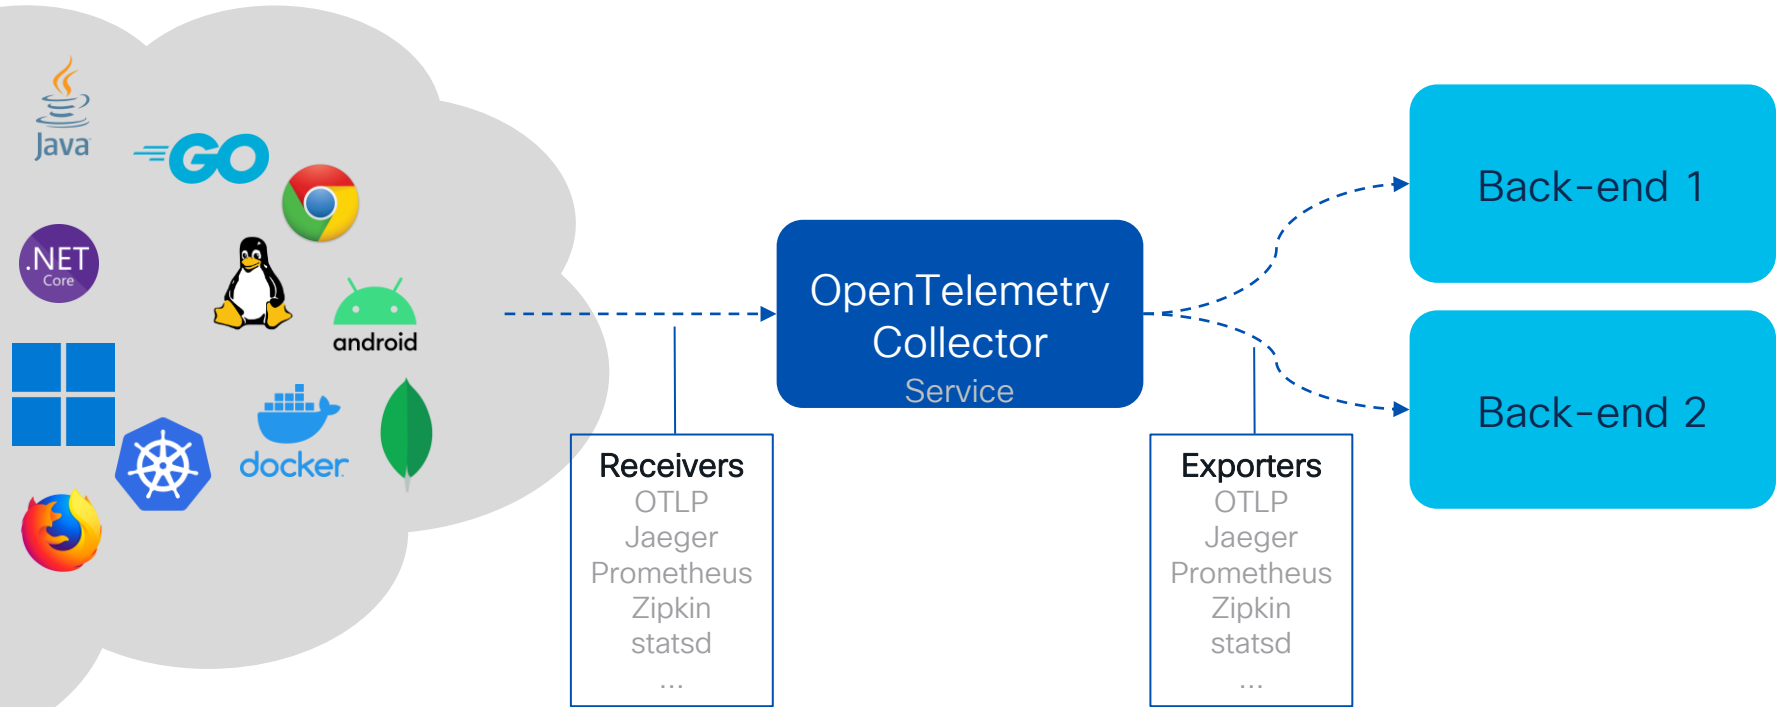 Java
GO
.NET
Core
android
docker
OpenTelemetry
Collector
Service
Receivers
OTLP
Jaeger
Prometheus
Zipkin
statsd
...
Exporters
OTLP
Jaeger
Prometheus
Zipkin
statsd
...
Back-end 1
Back-end 2